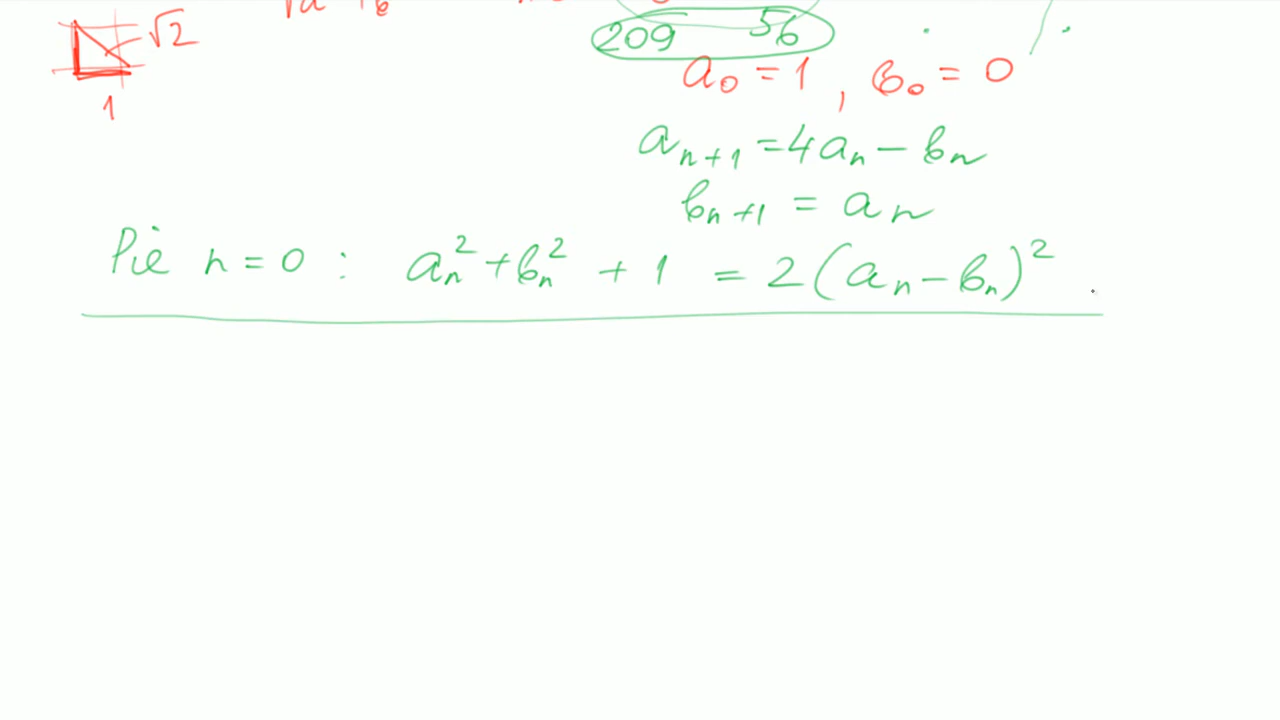 √2
209 56
1
a₀ = 1 , b₀ = 0
aₙ₊₁ = 4aₙ − bₙ
bₙ₊₁ = aₙ
Pie n = 0 : aₙ² + bₙ² + 1 = 2(aₙ − bₙ)²